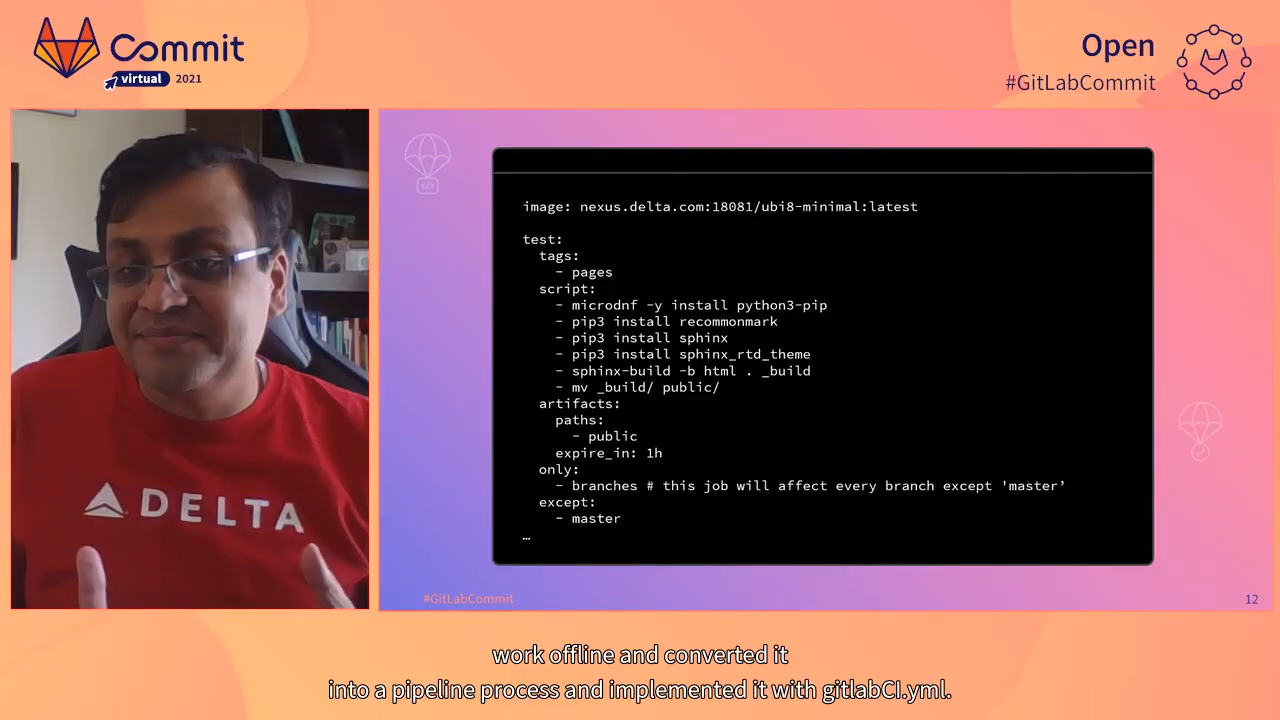 Commit
virtual 2021
Open
#GitLabCommit
</>
image: nexus.delta.com:18081/ubi8-minimal:latest
test:
tags:
- pages
script:
- microdnf -y install python3-pip
- pip3 install recommonmark
- pip3 install sphinx
- pip3 install sphinx_rtd_theme
- sphinx-build -b html . _build
- mv _build/ public/
artifacts:
paths:
- public
expire_in: 1h
only:
- branches # this job will affect every branch except 'master’
except:
- master
…
DELTA
#GitLabCommit
12
work offline and converted it
into a pipeline process and implemented it with gitlabCI.yml.